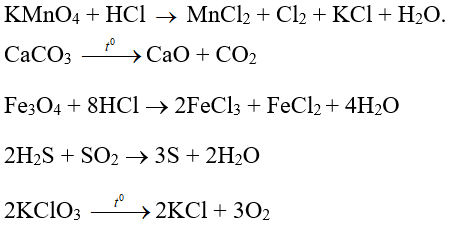 KMnO4 + HCl → MnCl2 + Cl2 + KCl + H2O.
CaCO₃ —t⁰→ CaO + CO₂
Fe₃O₄ + 8HCl → 2FeCl₃ + FeCl₂ + 4H₂O
2H₂S + SO₂ → 3S + 2H₂O
2KClO₃ —t⁰→ 2KCl + 3O₂